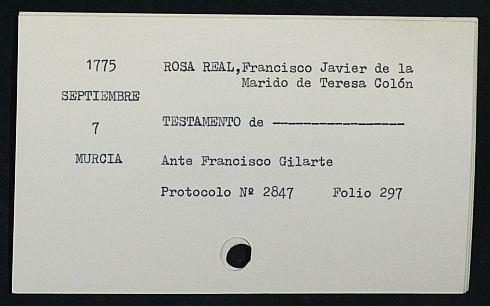 1775 ROSA REAL,Francisco Javier de la
Marido de Teresa Colón
SEPTIEMBRE
7 TESTAMENTO de -----------------
MURCIA Ante Francisco Gilarte
Protocolo Nº 2847 Folio 297